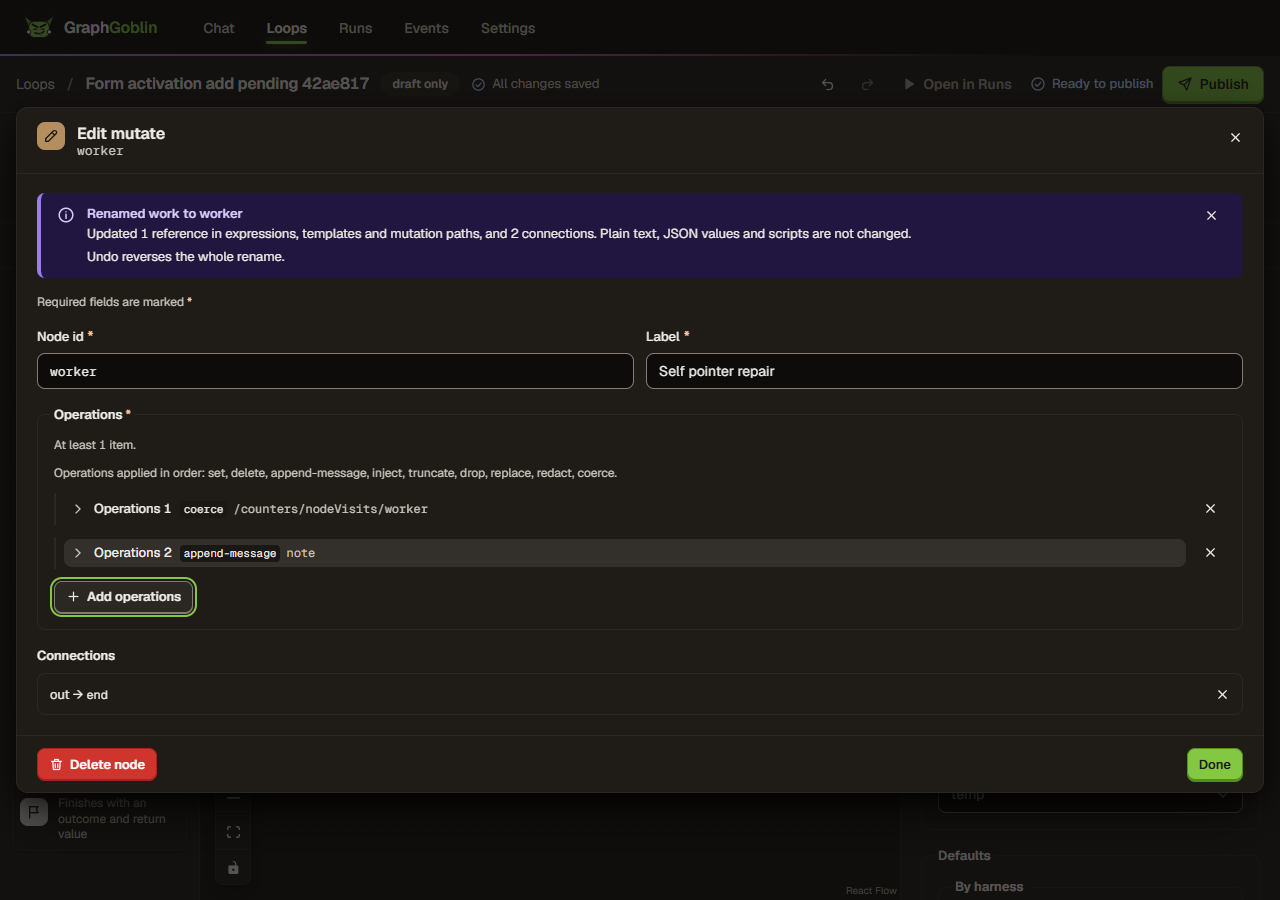 GraphGoblin
Chat
Loops
Runs
Events
Settings
Loops / Form activation add pending 42ae817
draft only
All changes saved
Open in Runs
Ready to publish
Publish
Edit mutate
worker
Renamed work to worker
Updated 1 reference in expressions, templates and mutation paths, and 2 connections. Plain text, JSON values and scripts are not changed.
Undo reverses the whole rename.
Required fields are marked *
Node id *
Label *
worker
Self pointer repair
Operations *
At least 1 item.
Operations applied in order: set, delete, append-message, inject, truncate, drop, replace, redact, coerce.
Operations 1 coerce /counters/nodeVisits/worker
Operations 2 append-message note
Add operations
Connections
out → end
Delete node
Done
Finishes with an
outcome and return
value
temp
Defaults
By harness
React Flow